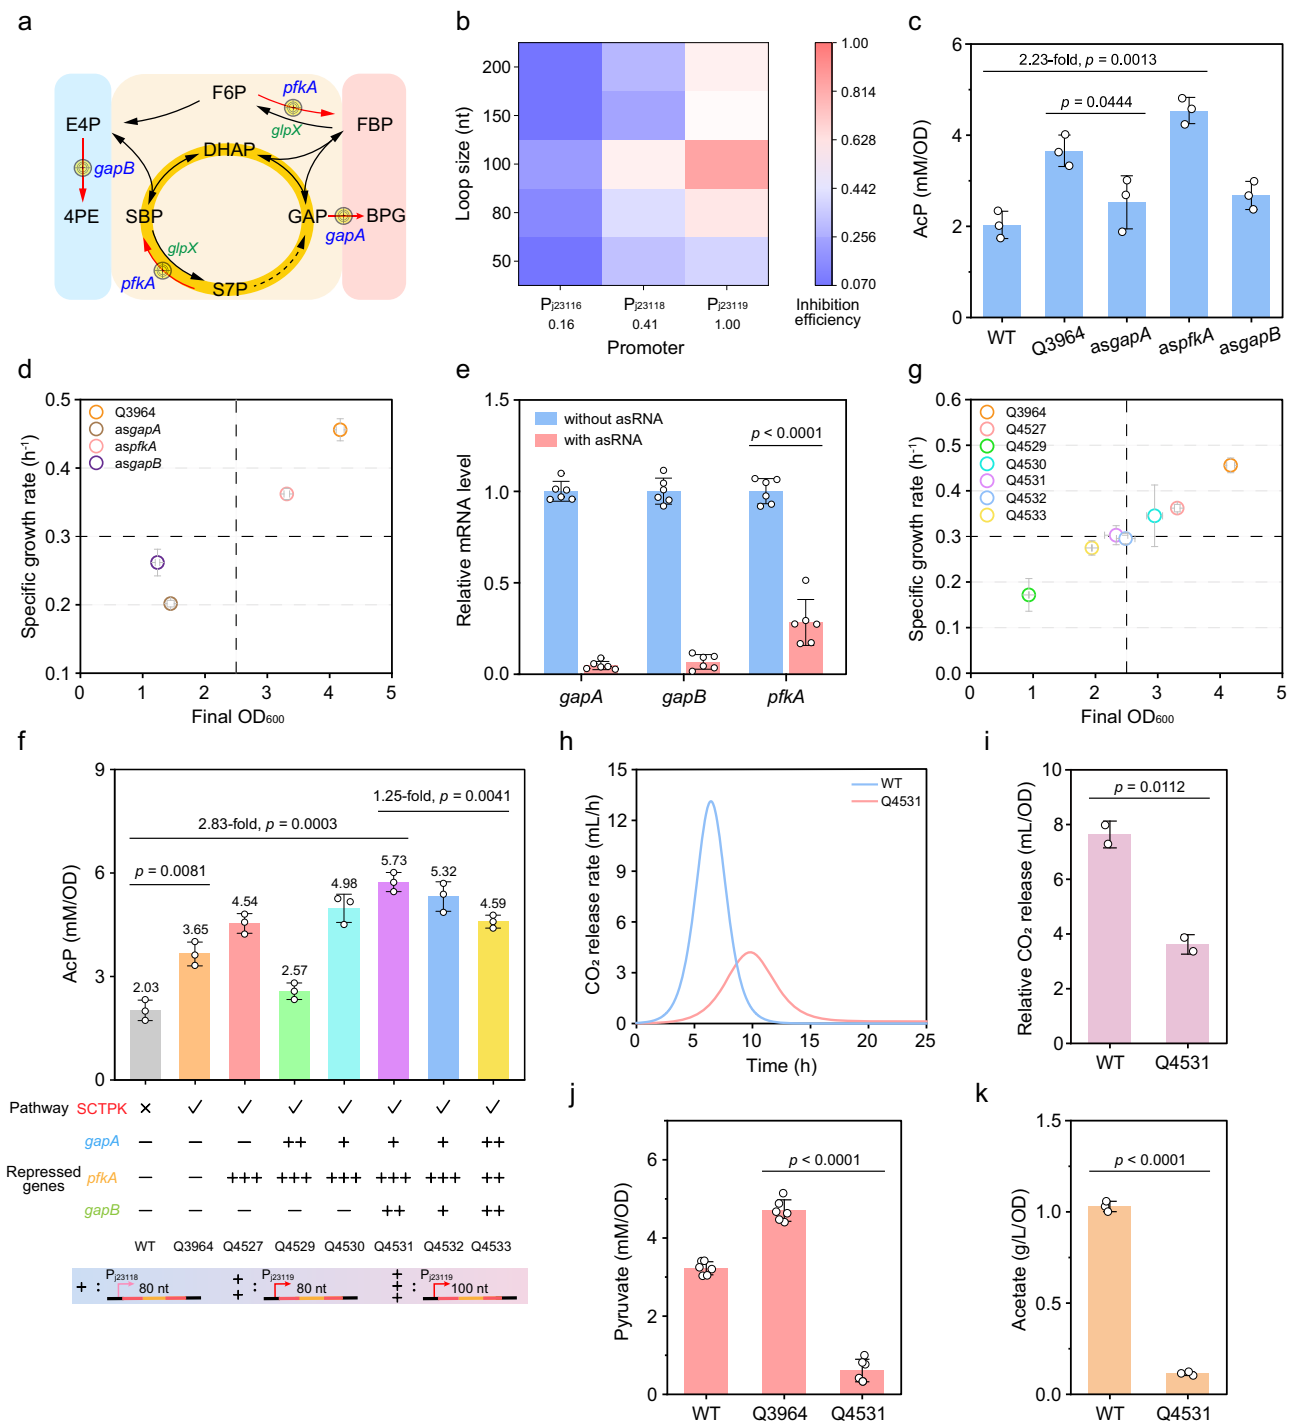 a
F6P
pfkA
E4P
glpX
FBP
DHAP
gapB
4PE
SBP
GAP
BPG
glpX
gapA
pfkA
S7P
b
Loop size (nt)
200
150
100
80
50
Pj23116
Pj23118
Pj23119
0.16
0.41
1.00
Promoter
1.00
0.814
0.628
0.442
0.256
0.070
Inhibition
efficiency
c
AcP (mM/OD)
6
4
2
0
2.23-fold, p = 0.0013
p = 0.0444
WT
Q3964
asgapA
aspfkA
asgapB
d
Specific growth rate (h⁻¹)
0.5
0.4
0.3
0.2
0.1
Q3964
asgapA
aspfkA
asgapB
0 1 2 3 4 5
Final OD₆₀₀
e
Relative mRNA level
1.5
1.0
0.5
0.0
without asRNA
with asRNA
p < 0.0001
gapA
gapB
pfkA
g
Specific growth rate (h⁻¹)
0.6
0.5
0.4
0.3
0.2
0.1
0.0
Q3964
Q4527
Q4529
Q4530
Q4531
Q4532
Q4533
0 1 2 3 4 5
Final OD₆₀₀
f
AcP (mM/OD)
9
6
3
0
1.25-fold, p = 0.0041
2.83-fold, p = 0.0003
p = 0.0081
2.03
3.65
4.54
2.57
4.98
5.73
5.32
4.59
Pathway SCTPK × ✓ ✓ ✓ ✓ ✓ ✓ ✓
Repressed
genes
gapA — — — ++ + + + ++
pfkA — — +++ +++ +++ +++ +++ ++
gapB — — — — — ++ + ++
WT Q3964 Q4527 Q4529 Q4530 Q4531 Q4532 Q4533
+ : Pj23118 80 nt
++ : Pj23119 80 nt
+++ : Pj23119 100 nt
h
CO₂ release rate (mL/h)
15
12
9
6
3
0
WT
Q4531
0 5 10 15 20 25
Time (h)
i
Relative CO₂ release (mL/OD)
10
8
6
4
2
0
p = 0.0112
WT
Q4531
j
Pyruvate (mM/OD)
6
4
2
0
p < 0.0001
WT
Q3964
Q4531
k
Acetate (g/L/OD)
1.5
1.0
0.5
0.0
p < 0.0001
WT
Q4531